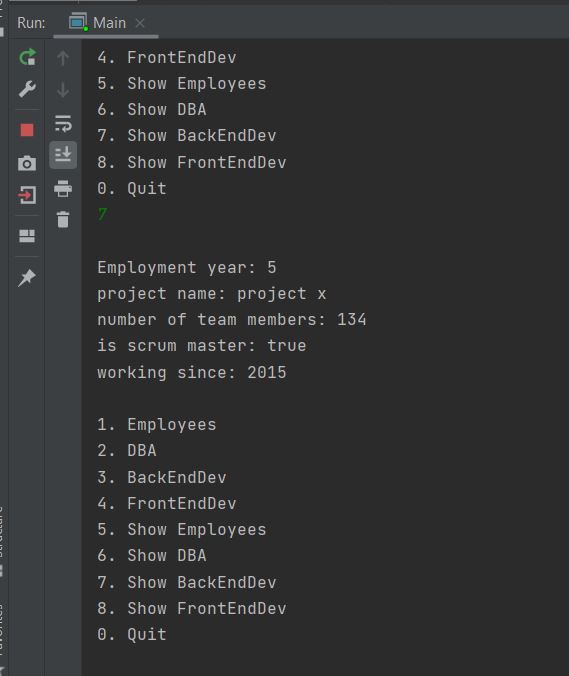 Run: Main
4. FrontEndDev
5. Show Employees
6. Show DBA
7. Show BackEndDev
8. Show FrontEndDev
0. Quit
7
Employment year: 5
project name: project x
number of team members: 134
is scrum master: true
working since: 2015
1. Employees
2. DBA
3. BackEndDev
4. FrontEndDev
5. Show Employees
6. Show DBA
7. Show BackEndDev
8. Show FrontEndDev
0. Quit